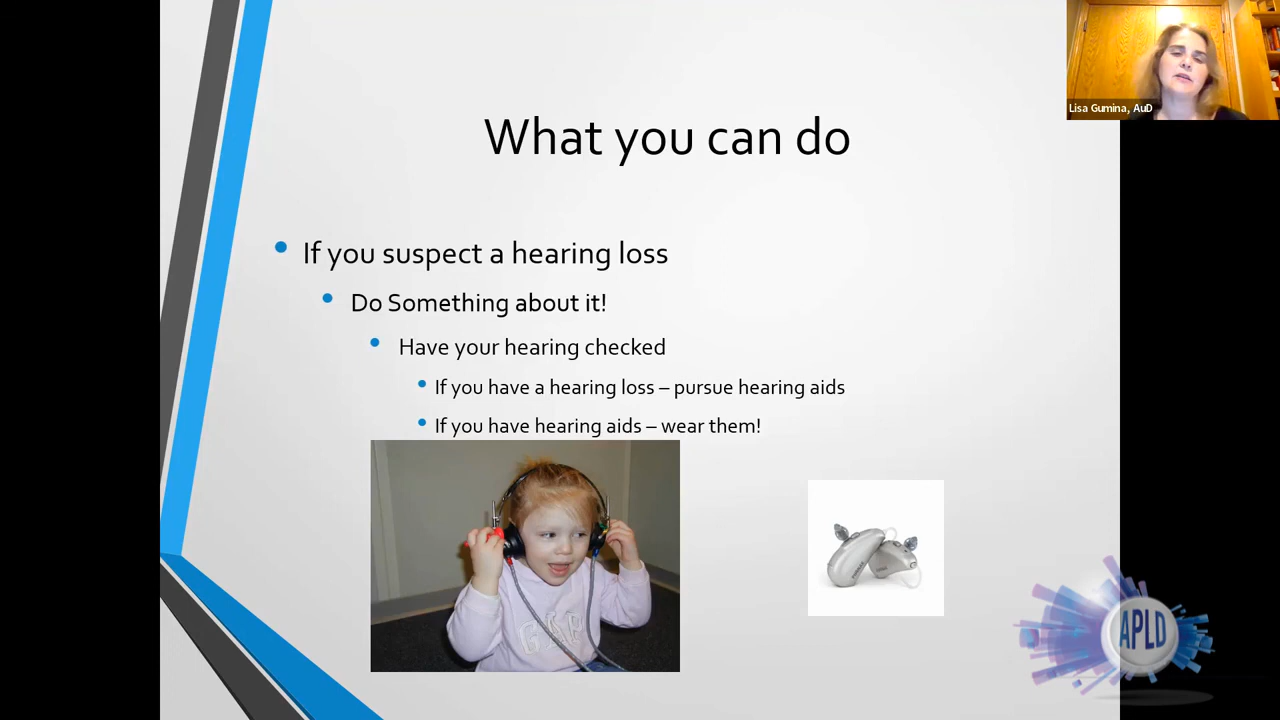 Lisa Gumina, AuD
What you can do
If you suspect a hearing loss
Do Something about it!
Have your hearing checked
If you have a hearing loss – pursue hearing aids
If you have hearing aids – wear them!
GAP
APLD